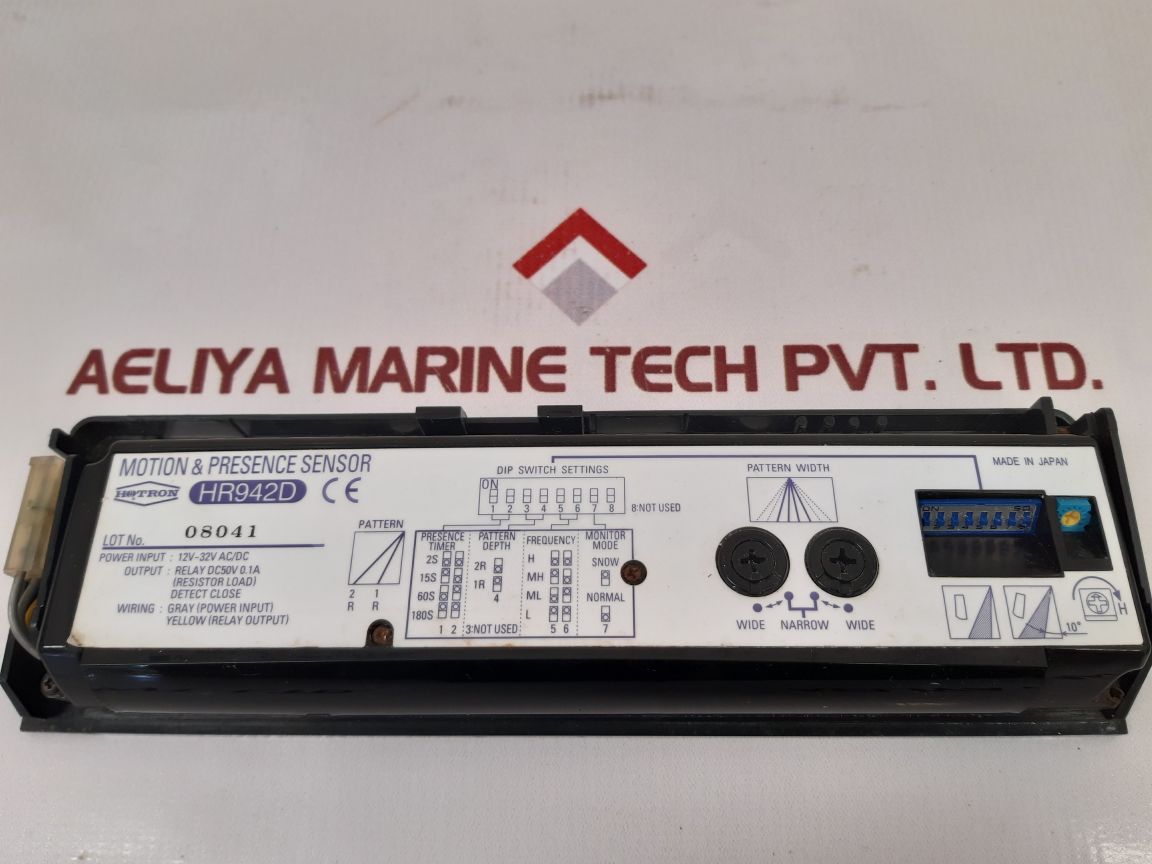 AELIYA MARINE TECH PVT. LTD.
MOTION & PRESENCE SENSOR
HOTRON HR942D CE
LOT No. 08041
POWER INPUT : 12V–32V AC/DC
OUTPUT : RELAY DC50V 0.1A
(RESISTOR LOAD)
DETECT CLOSE
WIRING : GRAY (POWER INPUT)
YELLOW (RELAY OUTPUT)
PATTERN
2 1
R R
DIP SWITCH SETTINGS
ON
1 2 3 4 5 6 7 8
8:NOT USED
PRESENCE TIMER
2S
15S
60S
180S
1 2
PATTERN DEPTH
2R
1R
4
3:NOT USED
FREQUENCY
H
MH
ML
L
5 6
MONITOR MODE
SNOW
NORMAL
7
PATTERN WIDTH
WIDE NARROW WIDE
MADE IN JAPAN
ON
10°
H